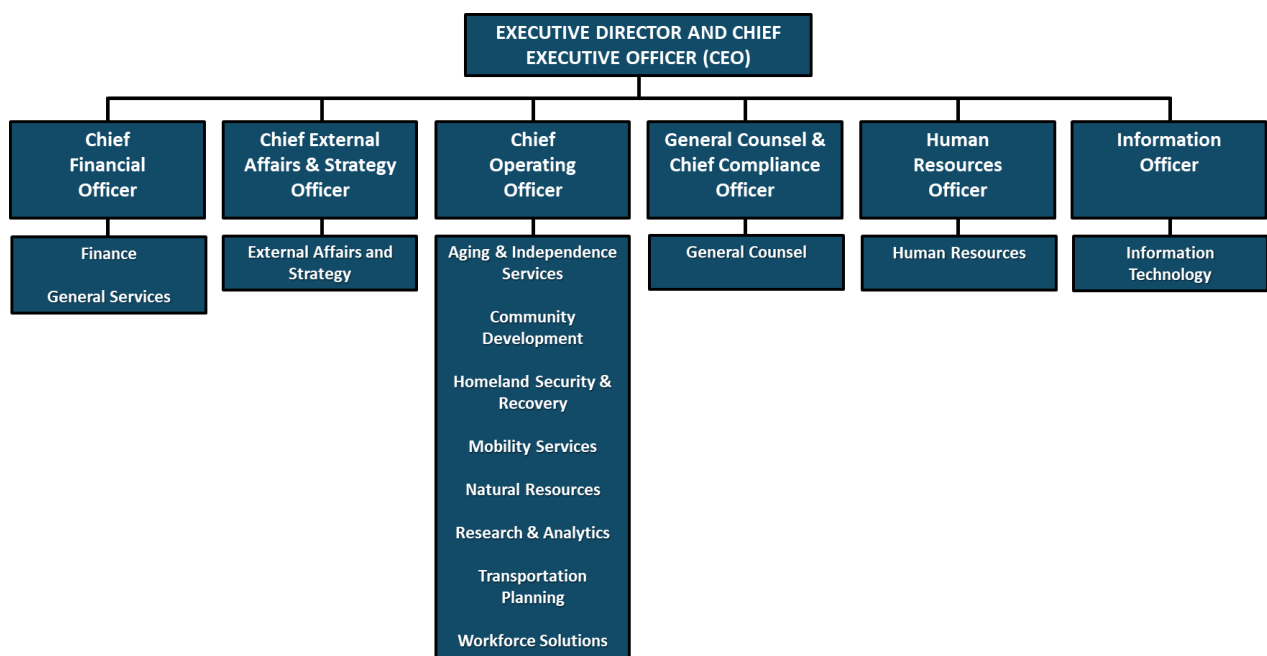 EXECUTIVE DIRECTOR AND CHIEF
EXECUTIVE OFFICER (CEO)
Chief
Financial
Officer
Chief External
Affairs & Strategy
Officer
Chief
Operating
Officer
General Counsel &
Chief Compliance
Officer
Human
Resources
Officer
Information
Officer
Finance
General Services
External Affairs and
Strategy
Aging & Independence
Services
Community
Development
Homeland Security &
Recovery
Mobility Services
Natural Resources
Research & Analytics
Transportation
Planning
Workforce Solutions
General Counsel
Human Resources
Information
Technology